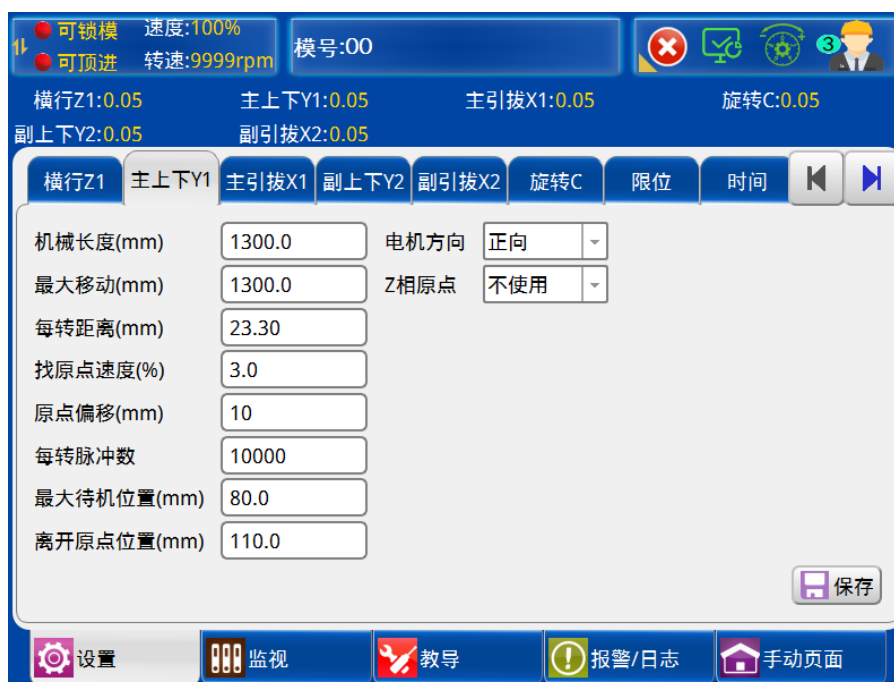 可锁模 速度:100%
可顶进 转速:9999rpm
模号:00
3
横行Z1:0.05 主上下Y1:0.05 主引拔X1:0.05 旋转C:0.05
副上下Y2:0.05 副引拔X2:0.05
横行Z1 主上下Y1 主引拔X1 副上下Y2 副引拔X2 旋转C 限位 时间
机械长度(mm) 1300.0 电机方向 正向
最大移动(mm) 1300.0 Z相原点 不使用
每转距离(mm) 23.30
找原点速度(%) 3.0
原点偏移(mm) 10
每转脉冲数 10000
最大待机位置(mm) 80.0
离开原点位置(mm) 110.0
保存
设置 监视 教导 报警/日志 手动页面